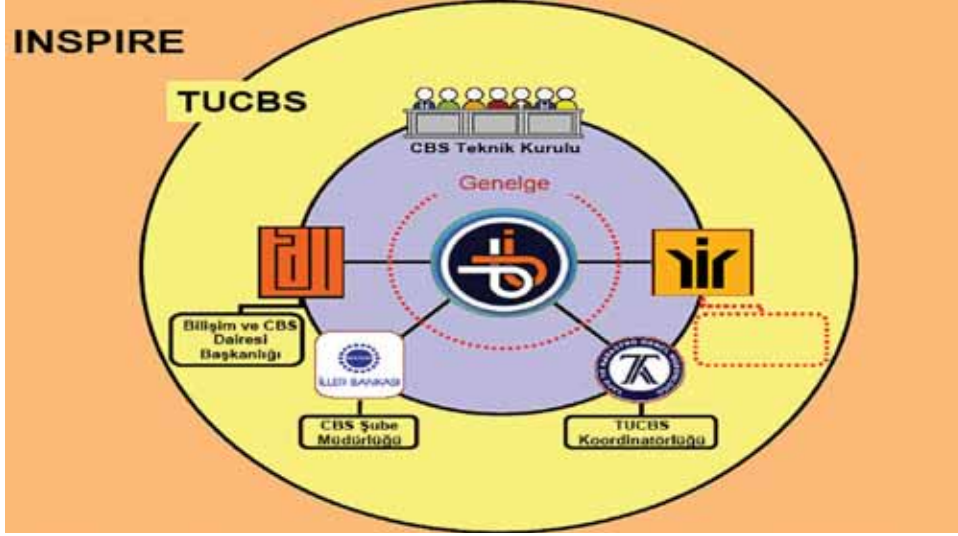 INSPIRE
TUCBS
CBS Teknik Kurulu
Genelge
Bilişim ve CBS
Dairesi
Başkanlığı
İLLER BANKASI
CBS Şube
Müdürlüğü
TUCBS
Koordinatörlüğü